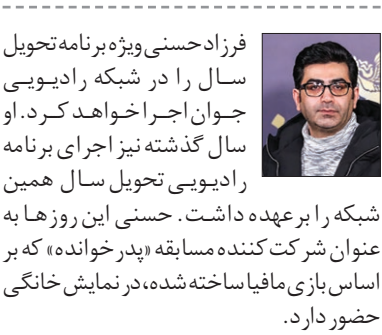 فرزاد حسنی ویژه برنامه تحویل
سال را در شبکه رادیویی
جوان اجرا خواهد کرد. او
سال گذشته نیز اجرای برنامه
رادیویی تحویل سال همین
شبکه را بر عهده داشت. حسنی این روزها به
عنوان شرکت کننده مسابقه «پدرخوانده» که بر
اساس بازی مافیا ساخته شده، در نمایش خانگی
حضور دارد.